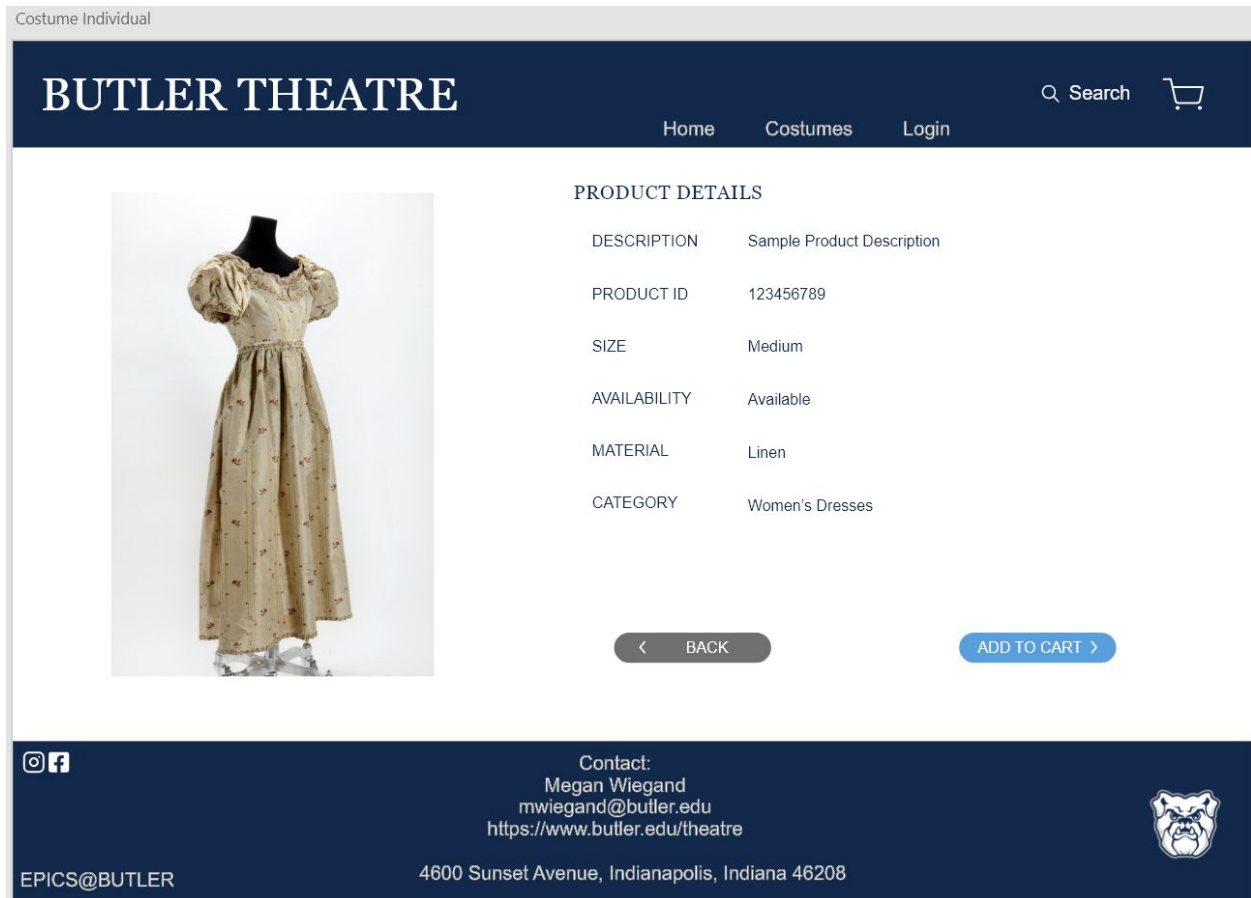 Costume Individual
BUTLER THEATRE
Search
Home Costumes Login
PRODUCT DETAILS
DESCRIPTION Sample Product Description
PRODUCT ID 123456789
SIZE Medium
AVAILABILITY Available
MATERIAL Linen
CATEGORY Women’s Dresses
BACK ADD TO CART
Contact:
Megan Wiegand
mwiegand@butler.edu
https://www.butler.edu/theatre
4600 Sunset Avenue, Indianapolis, Indiana 46208
EPICS@BUTLER